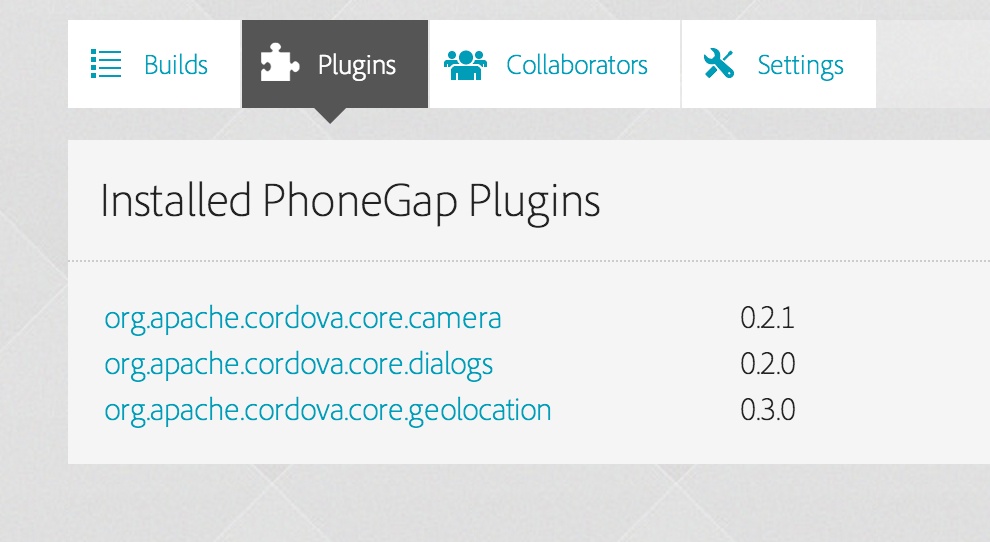 Builds Plugins Collaborators Settings
Installed PhoneGap Plugins
org.apache.cordova.core.camera 0.2.1
org.apache.cordova.core.dialogs 0.2.0
org.apache.cordova.core.geolocation 0.3.0